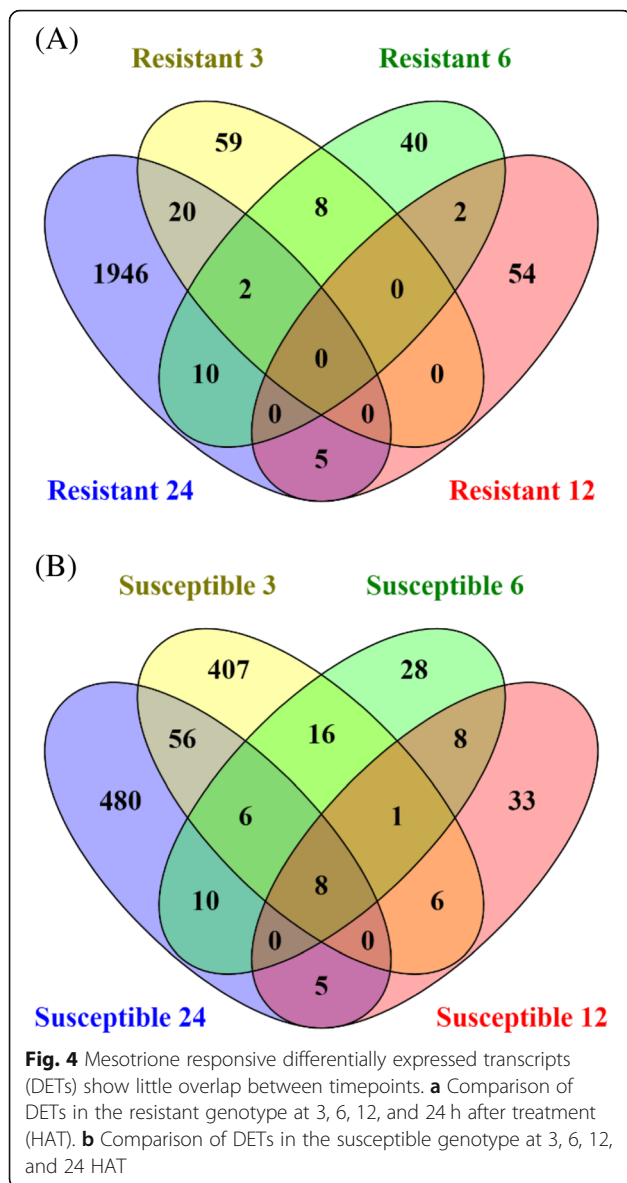 (A)
Resistant 3
Resistant 6
59
40
20
8
2
1946
2
0
54
10
0
0
0
0
5
Resistant 24
Resistant 12
(B)
Susceptible 3
Susceptible 6
407
28
56
16
8
480
6
1
33
10
8
6
0
0
5
Susceptible 24
Susceptible 12
Fig. 4 Mesotrione responsive differentially expressed transcripts
(DETs) show little overlap between timepoints. a Comparison of
DETs in the resistant genotype at 3, 6, 12, and 24 h after treatment
(HAT). b Comparison of DETs in the susceptible genotype at 3, 6, 12,
and 24 HAT